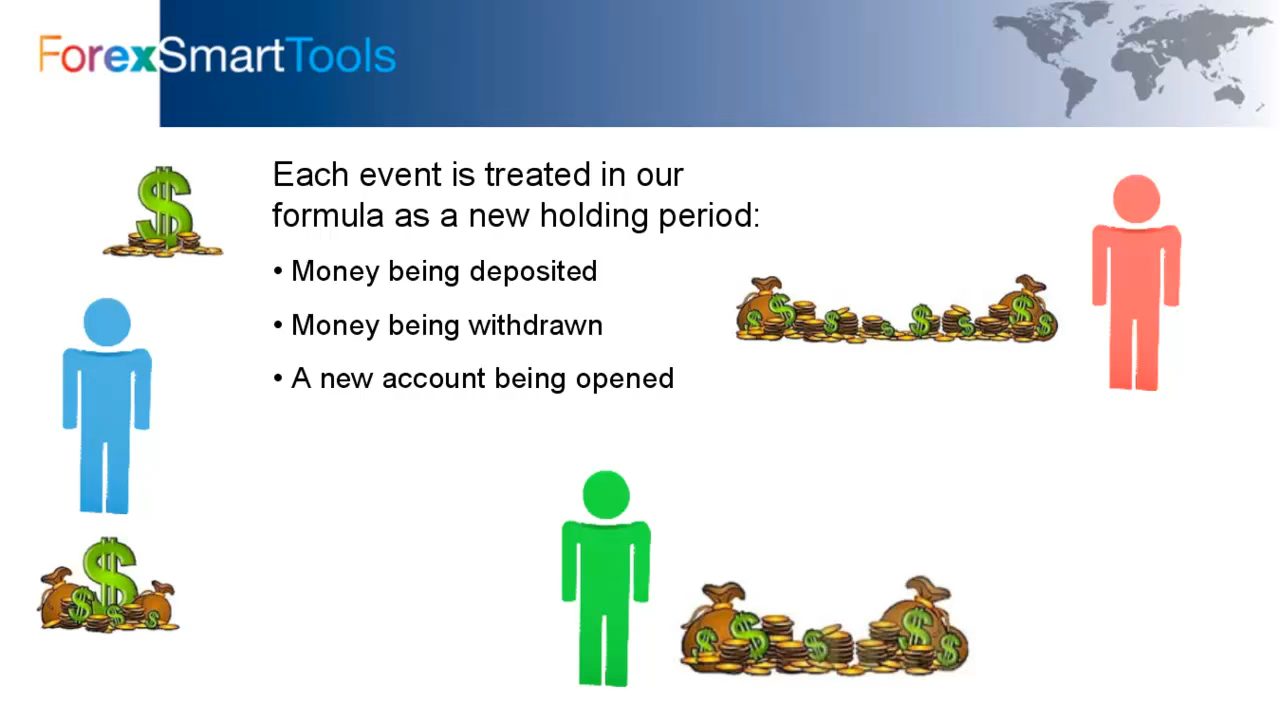 ForexSmartTools
Each event is treated in our
formula as a new holding period:
• Money being deposited
• Money being withdrawn
• A new account being opened